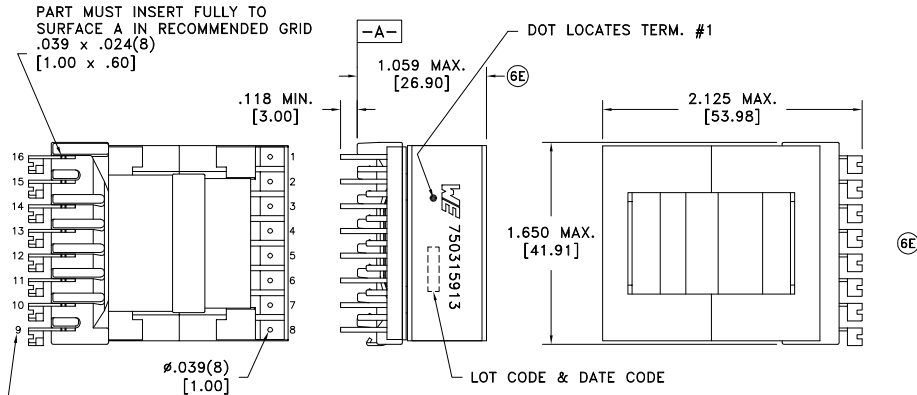 PART MUST INSERT FULLY TO
SURFACE A IN RECOMMENDED GRID
.039 x .024(8)
[1.00 x .60]
-A-
DOT LOCATES TERM. #1
1.059 MAX.
[26.90]
6E
.118 MIN.
[3.00]
2.125 MAX.
[53.98]
16
15
14
13
12
11
10
9
1
2
3
4
5
6
7
8
WE 750315913
1.650 MAX.
[41.91]
6E
ø.039(8)
[1.00]
LOT CODE & DATE CODE